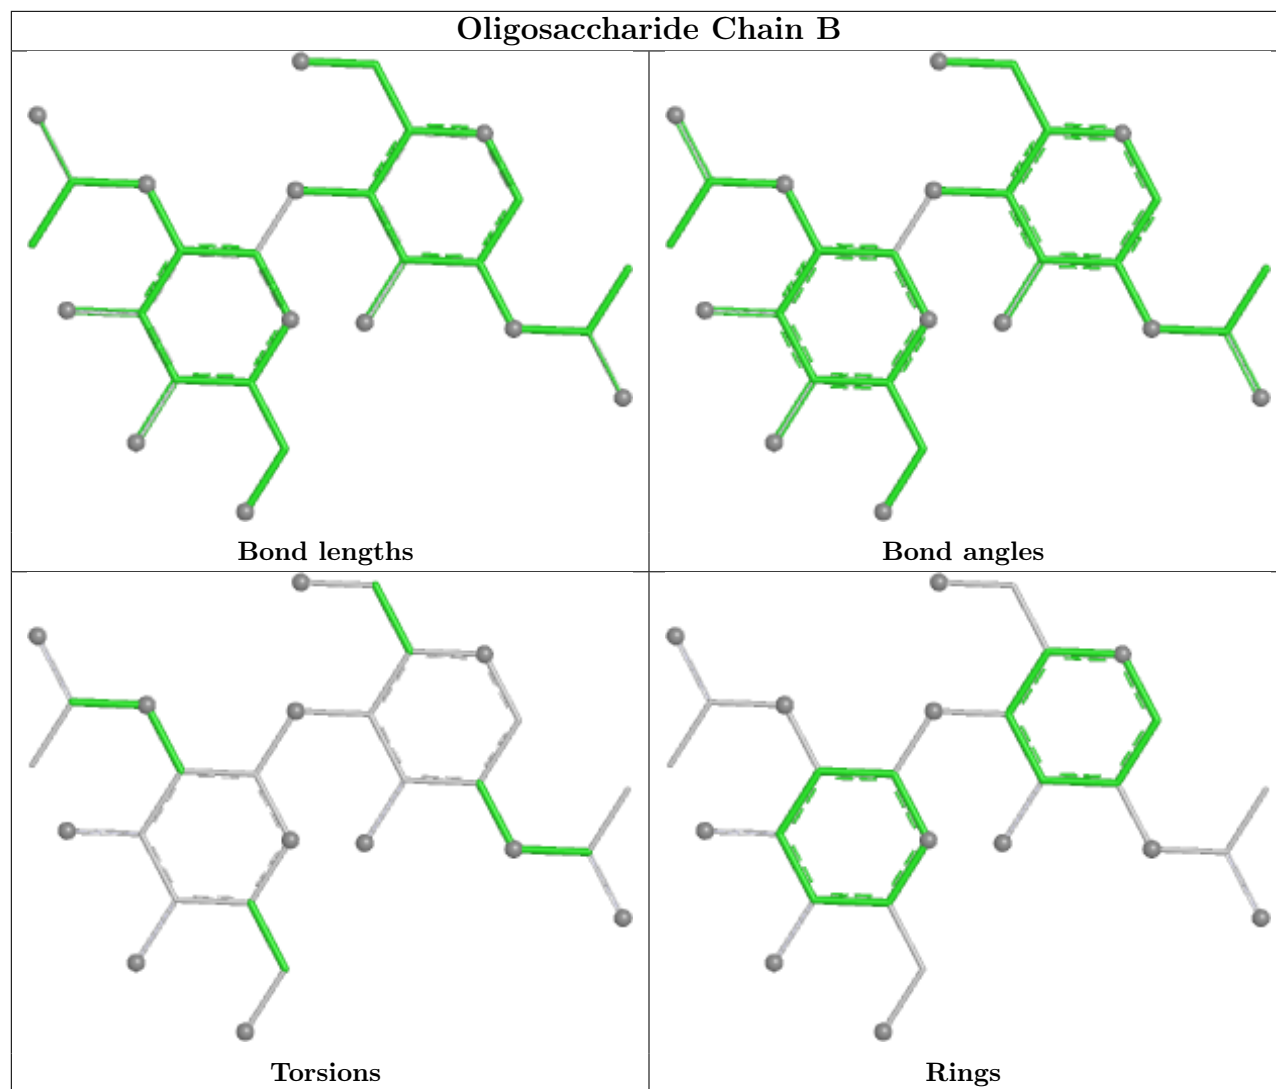 Oligosaccharide Chain B
Bond lengths
Bond angles
Torsions
Rings